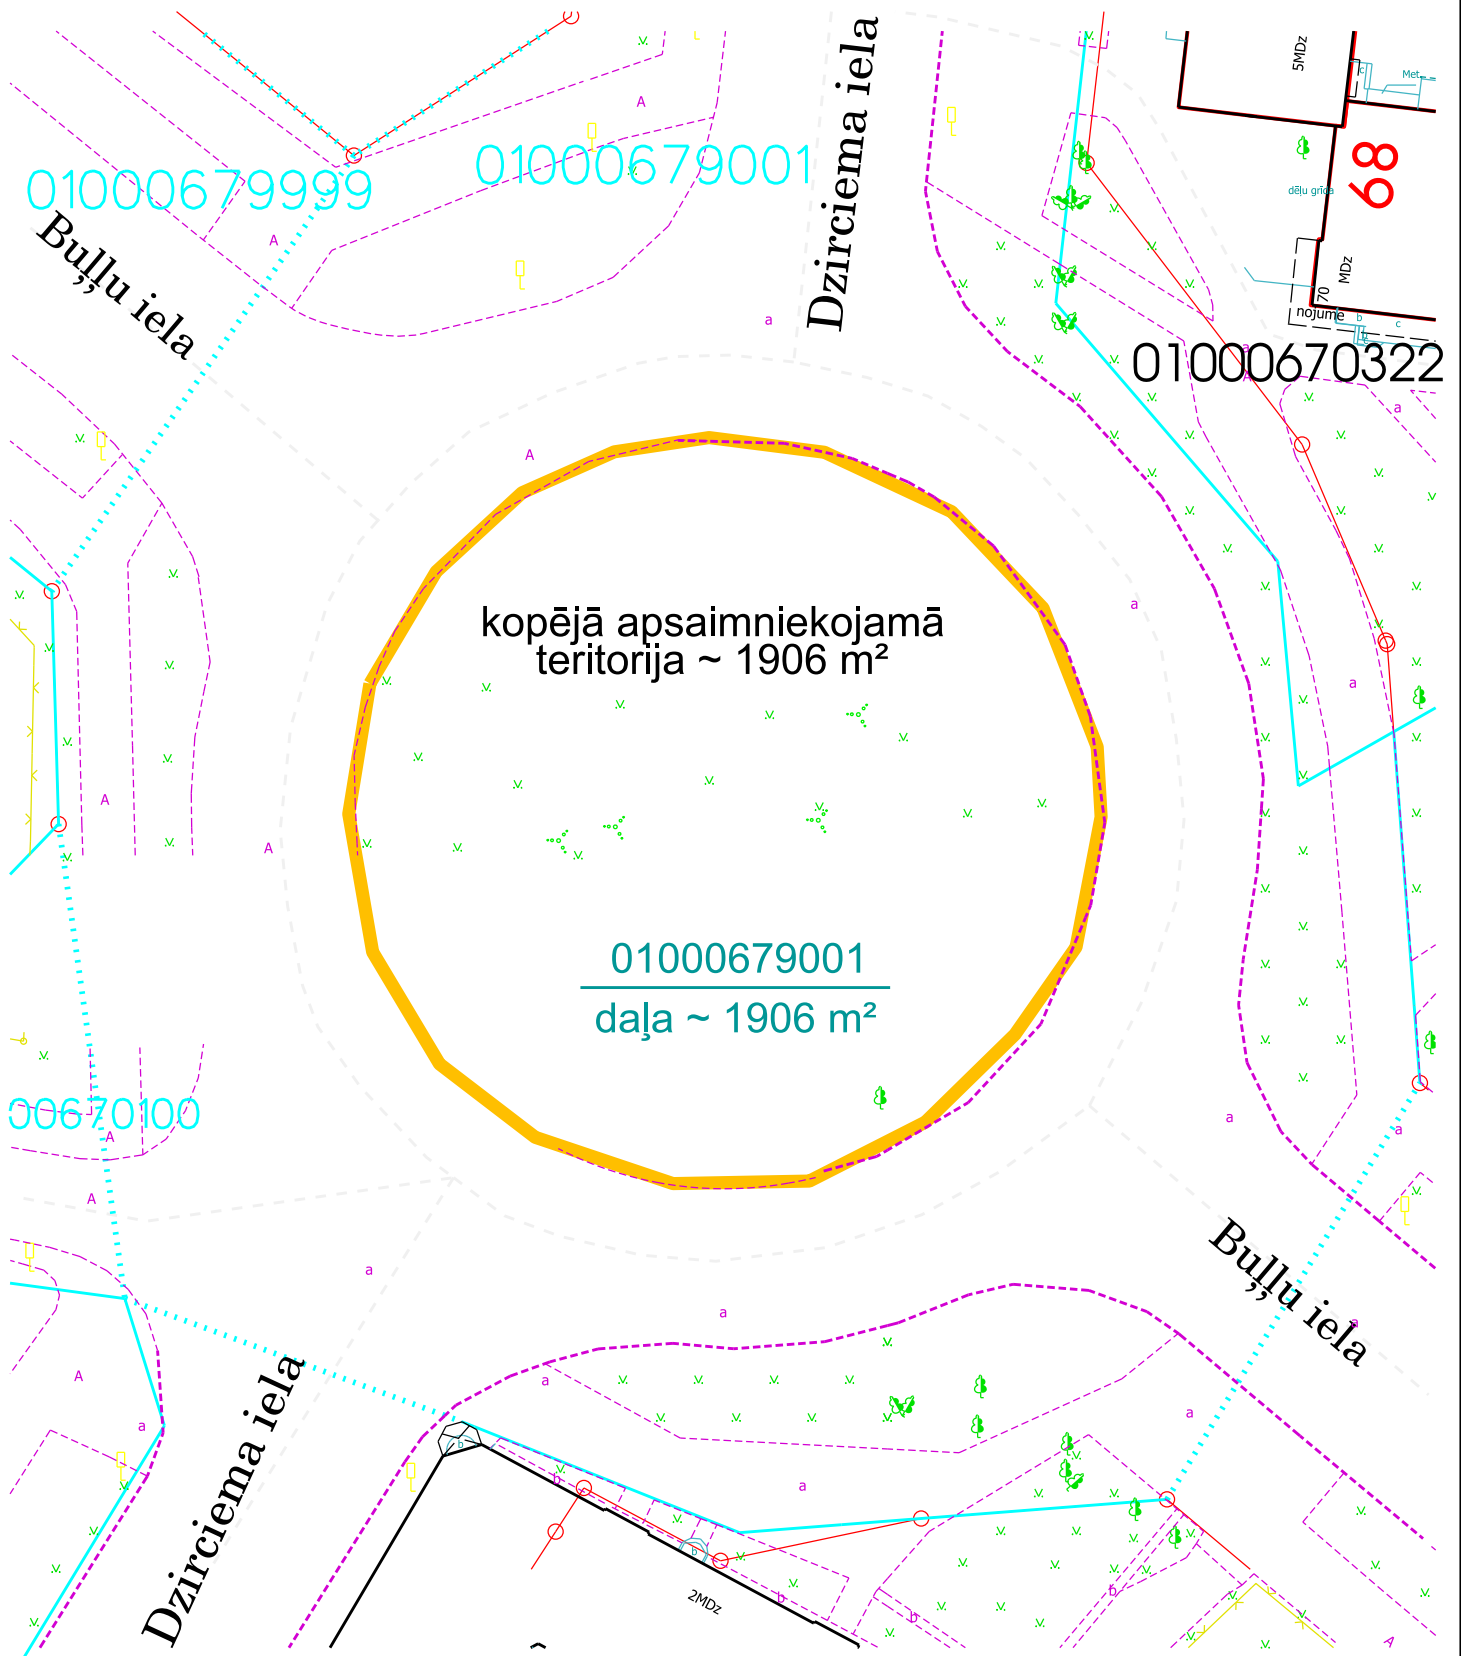 Dzirciema iela
5MDz
c
Met.
A
01000679999
01000679001
68
dēļu grīda
A
Buļļu iela
MDz
70
nojume
b
c
a
01000670322
a
a
A
kopējā apsaimniekojamā
teritorija ~ 1906 m²
a
a
A
A
01000679001
daļa ~ 1906 m²
00670100
A
a
a
A
Buļļu iela
a
a
a
Dzirciema iela
A
a
a
a
b
b
a
b
2MDz
b
b
b
A